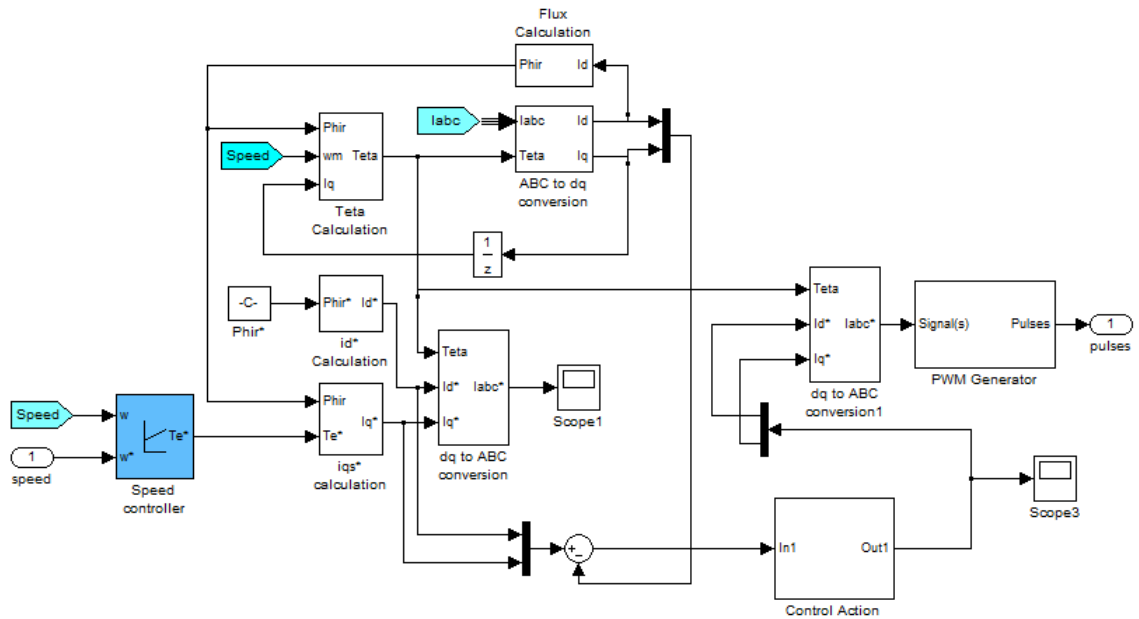 Flux
Calculation
Phir Id
Iabc
Iabc Id
Teta Iq
ABC to dq
conversion
Phir
Speed
wm Teta
Iq
Teta
Calculation
1
z
-C-
Phir*
Phir* Id*
id*
Calculation
Teta
Id* Iabc*
Iq*
dq to ABC
conversion
Scope1
Teta
Id* Iabc*
Iq*
dq to ABC
conversion1
Signal(s) Pulses
PWM Generator
1
pulses
Speed
1
speed
w
Te*
w*
Speed
controller
Phir
Iq*
Te*
iqs*
calculation
+
-
In1 Out1
Control Action
Scope3